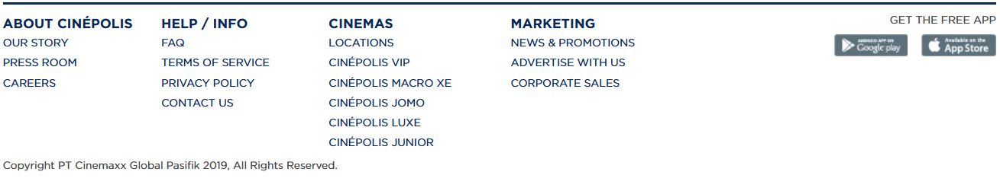 ABOUT CINÉPOLIS
OUR STORY
PRESS ROOM
CAREERS
HELP / INFO
FAQ
TERMS OF SERVICE
PRIVACY POLICY
CONTACT US
CINEMAS
LOCATIONS
CINÉPOLIS VIP
CINÉPOLIS MACRO XE
CINÉPOLIS JOMO
CINÉPOLIS LUXE
CINÉPOLIS JUNIOR
MARKETING
NEWS & PROMOTIONS
ADVERTISE WITH US
CORPORATE SALES
GET THE FREE APP
ANDROID APP ON
Google play
Available on the
App Store
Copyright PT Cinemaxx Global Pasifik 2019, All Rights Reserved.